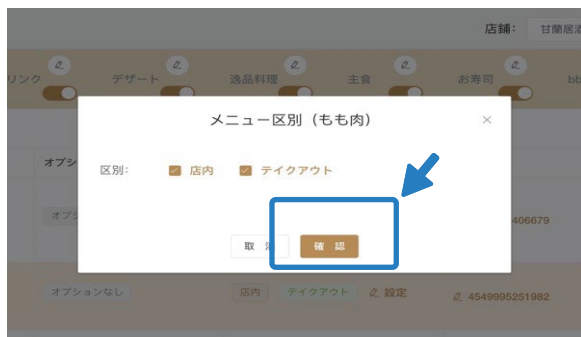 店舗: 甘蘭居酒
リンク デザート 逸品料理 主食 お寿司 bb
メニュー区別（もも肉） ×
オプシ
区別: 店内 テイクアウト
オプシ 406679
取 確 認
オプションなし 店内 テイクアウト 設定 4549995251982